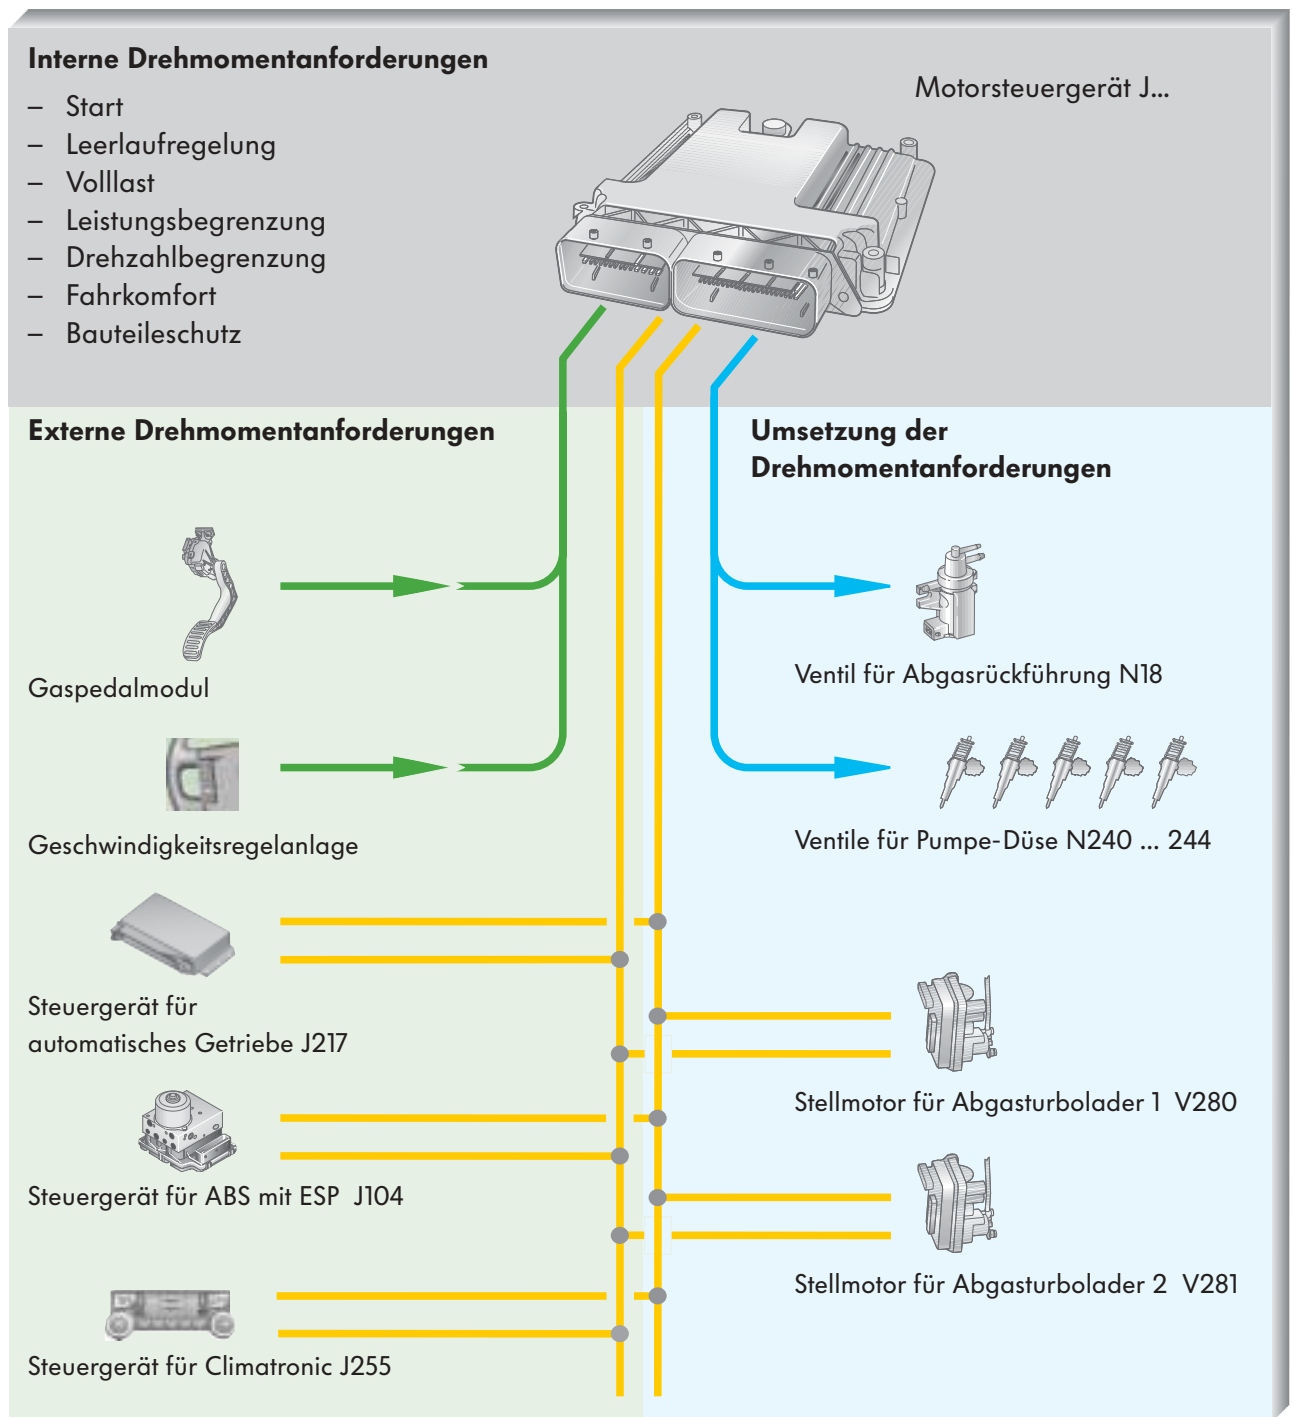 Interne Drehmomentanforderungen
– Start
– Leerlaufregelung
– Volllast
– Leistungsbegrenzung
– Drehzahlbegrenzung
– Fahrkomfort
– Bauteileschutz
Motorsteuergerät J...
Externe Drehmomentanforderungen
Gaspedalmodul
Geschwindigkeitsregelanlage
Steuergerät für
automatisches Getriebe J217
Steuergerät für ABS mit ESP J104
Steuergerät für Climatronic J255
Umsetzung der
Drehmomentanforderungen
Ventil für Abgasrückführung N18
Ventile für Pumpe-Düse N240 ... 244
Stellmotor für Abgasturbolader 1 V280
Stellmotor für Abgasturbolader 2 V281